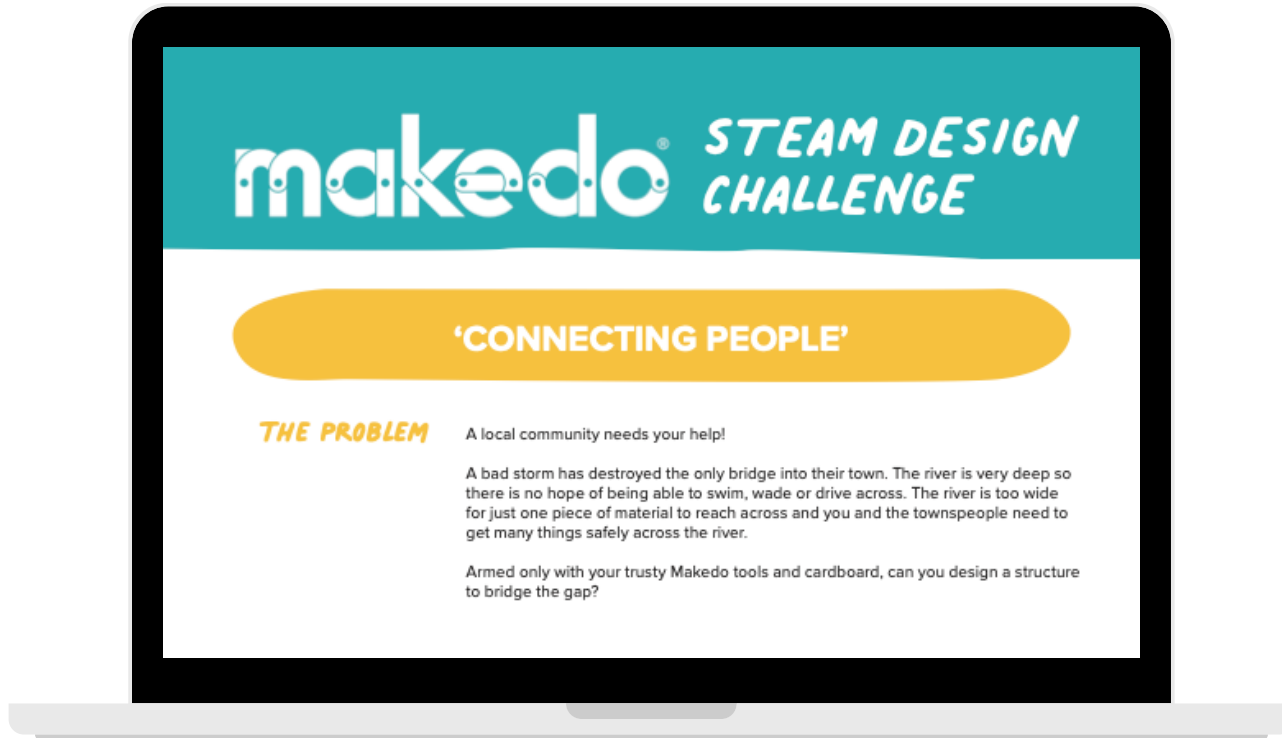 makedo®
STEAM DESIGN
CHALLENGE
‘CONNECTING PEOPLE’
THE PROBLEM
A local community needs your help!
A bad storm has destroyed the only bridge into their town. The river is very deep so
there is no hope of being able to swim, wade or drive across. The river is too wide
for just one piece of material to reach across and you and the townspeople need to
get many things safely across the river.
Armed only with your trusty Makedo tools and cardboard, can you design a structure
to bridge the gap?